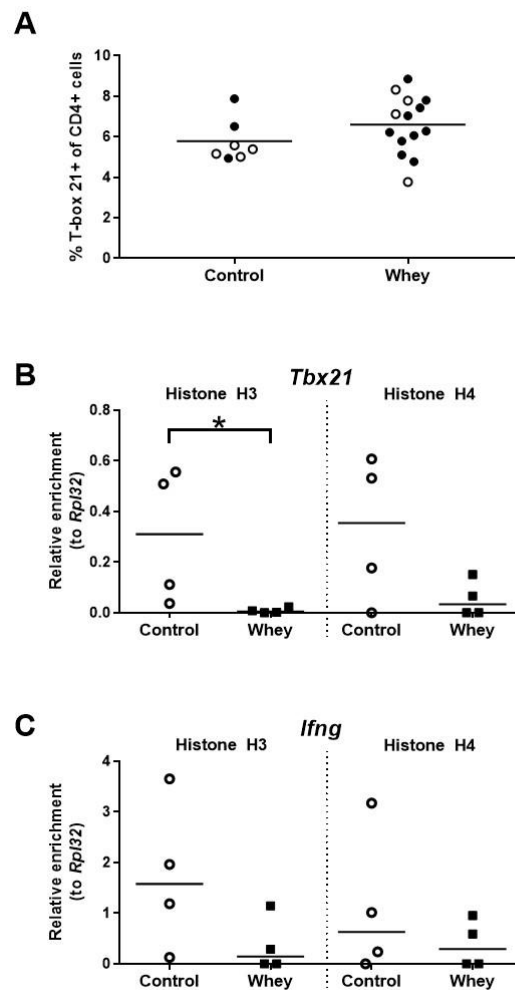 A
% T-box 21+ of CD4+ cells
10
8
6
4
2
0
Control Whey
B
Tbx21
Histone H3 Histone H4
Relative enrichment
(to Rpl32)
0.8
0.6
0.4
0.2
0.0
*
Control Whey Control Whey
C
Ifng
Histone H3 Histone H4
Relative enrichment
(to Rpl32)
4
3
2
1
0
Control Whey Control Whey